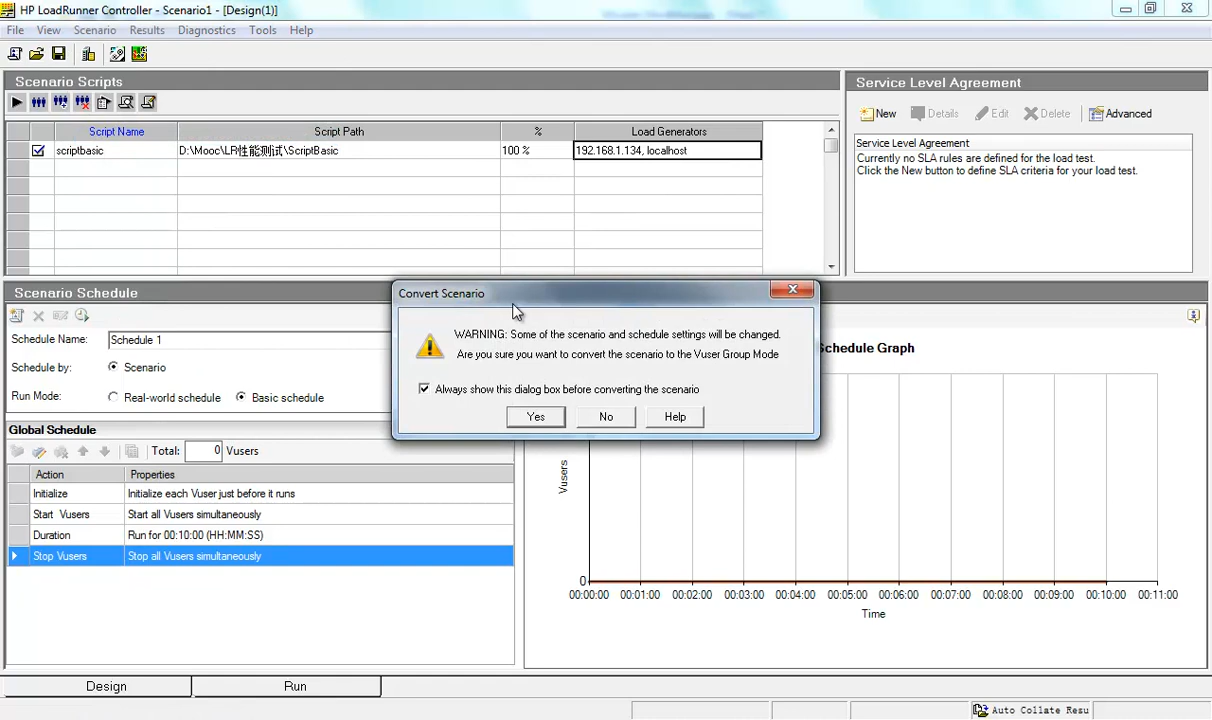 HP LoadRunner Controller - Scenario1 - [Design(1)]
File View Scenario Results Diagnostics Tools Help
Scenario Scripts
Script Name Script Path % Load Generators
scriptbasic D:\Mooc\LR性能测试\ScriptBasic 100 % 192.168.1.134, localhost
Service Level Agreement
New Details Edit Delete Advanced
Service Level Agreement
Currently no SLA rules are defined for the load test.
Click the New button to define SLA criteria for your load test.
Convert Scenario
WARNING: Some of the scenario and schedule settings will be changed.
Are you sure you want to convert the scenario to the Vuser Group Mode
Always show this dialog box before converting the scenario
Yes No Help
Scenario Schedule
Schedule Name: Schedule 1
Schedule by: Scenario
Run Mode: Real-world schedule Basic schedule
Global Schedule
Total: 0 Vusers
Action Properties
Initialize Initialize each Vuser just before it runs
Start Vusers Start all Vusers simultaneously
Duration Run for 00:10:00 (HH:MM:SS)
Stop Vusers Stop all Vusers simultaneously
Schedule Graph
Vusers
0
00:00:00 00:01:00 00:02:00 00:03:00 00:04:00 00:05:00 00:06:00 00:07:00 00:08:00 00:09:00 00:10:00 00:11:00
Time
Design Run
Auto Collate Resu